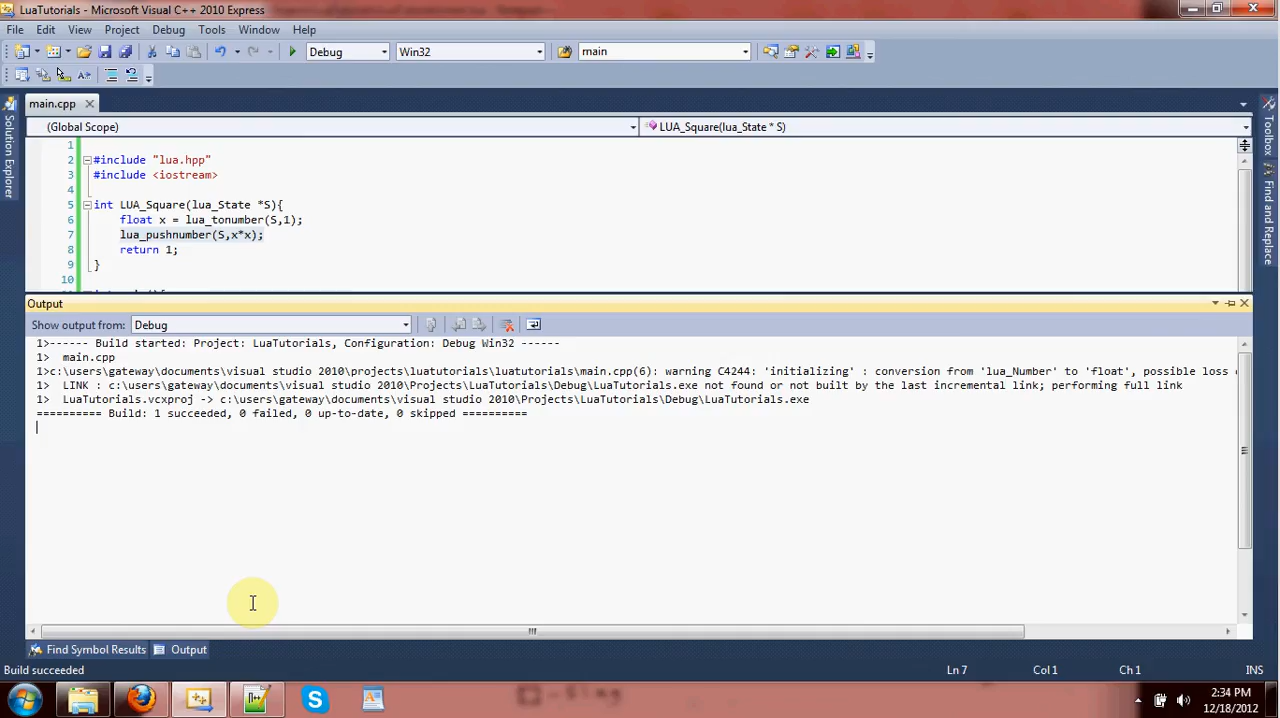 LuaTutorials - Microsoft Visual C++ 2010 Express
File Edit View Project Debug Tools Window Help
Debug Win32 main
main.cpp
Solution Explorer
Toolbox
Find and Replace
(Global Scope) LUA_Square(lua_State * S)
1
2 #include "lua.hpp"
3 #include <iostream>
4
5 int LUA_Square(lua_State *S){
6 float x = lua_tonumber(S,1);
7 lua_pushnumber(S,x*x);
8 return 1;
9 }
10
Output
Show output from: Debug
1>------ Build started: Project: LuaTutorials, Configuration: Debug Win32 ------
1> main.cpp
1>c:\users\gateway\documents\visual studio 2010\projects\luatutorials\luatutorials\main.cpp(6): warning C4244: 'initializing' : conversion from 'lua_Number' to 'float', possible loss
1> LINK : c:\users\gateway\documents\visual studio 2010\Projects\LuaTutorials\Debug\LuaTutorials.exe not found or not built by the last incremental link; performing full link
1> LuaTutorials.vcxproj -> c:\users\gateway\documents\visual studio 2010\Projects\LuaTutorials\Debug\LuaTutorials.exe
========== Build: 1 succeeded, 0 failed, 0 up-to-date, 0 skipped ==========
Find Symbol Results Output
Build succeeded Ln 7 Col 1 Ch 1 INS
2:34 PM
12/18/2012